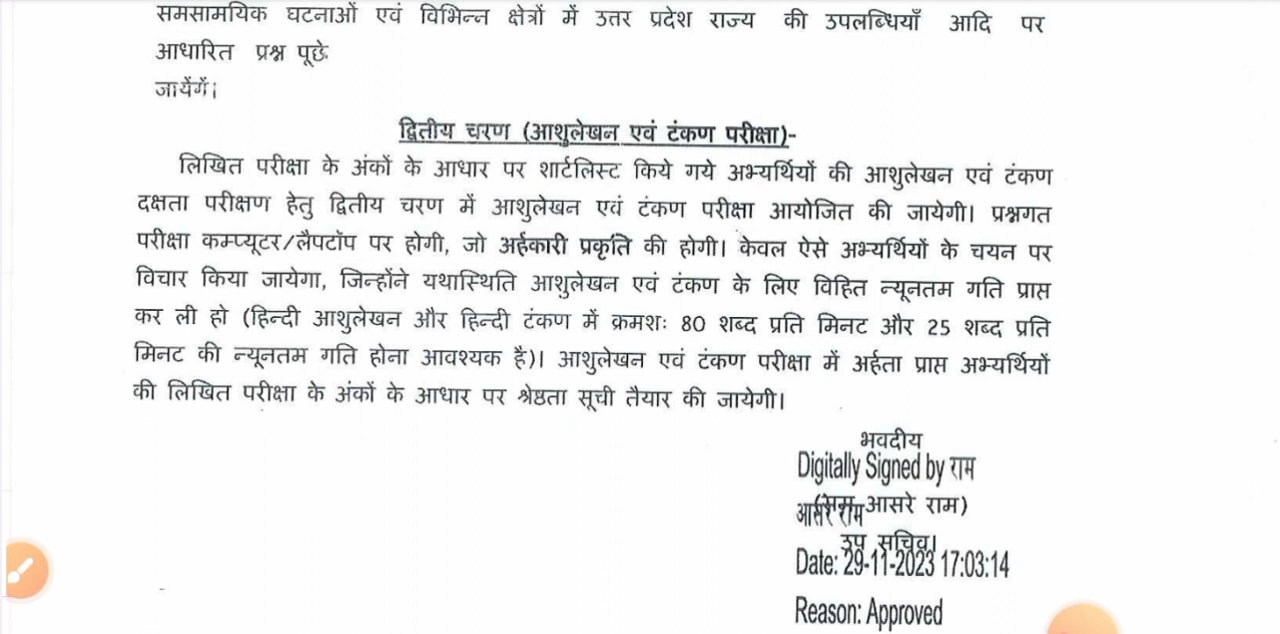 समसामयिक घटनाओं एवं विभिन्न क्षेत्रों में उत्तर प्रदेश राज्य की उपलब्धियाँ आदि पर
आधारित प्रश्न पूछे
जायेंगें।
द्वितीय चरण (आशुलेखन एवं टंकण परीक्षा)-
लिखित परीक्षा के अंकों के आधार पर शार्टलिस्ट किये गये अभ्यर्थियों की आशुलेखन एवं टंकण
दक्षता परीक्षण हेतु द्वितीय चरण में आशुलेखन एवं टंकण परीक्षा आयोजित की जायेगी। प्रश्नगत
परीक्षा कम्प्यूटर/लैपटॉप पर होगी, जो अर्हकारी प्रकृति की होगी। केवल ऐसे अभ्यर्थियों के चयन पर
विचार किया जायेगा, जिन्होंने यथास्थिति आशुलेखन एवं टंकण के लिए विहित न्यूनतम गति प्राप्त
कर ली हो (हिन्दी आशुलेखन और हिन्दी टंकण में क्रमशः 80 शब्द प्रति मिनट और 25 शब्द प्रति
मिनट की न्यूनतम गति होना आवश्यक है)। आशुलेखन एवं टंकण परीक्षा में अर्हता प्राप्त अभ्यर्थियों
की लिखित परीक्षा के अंकों के आधार पर श्रेष्ठता सूची तैयार की जायेगी।
भवदीय
Digitally Signed by राम
आसरे राम
आसरे राम)
उप सचिव।
Date: 29-11-2023 17:03:14
Reason: Approved